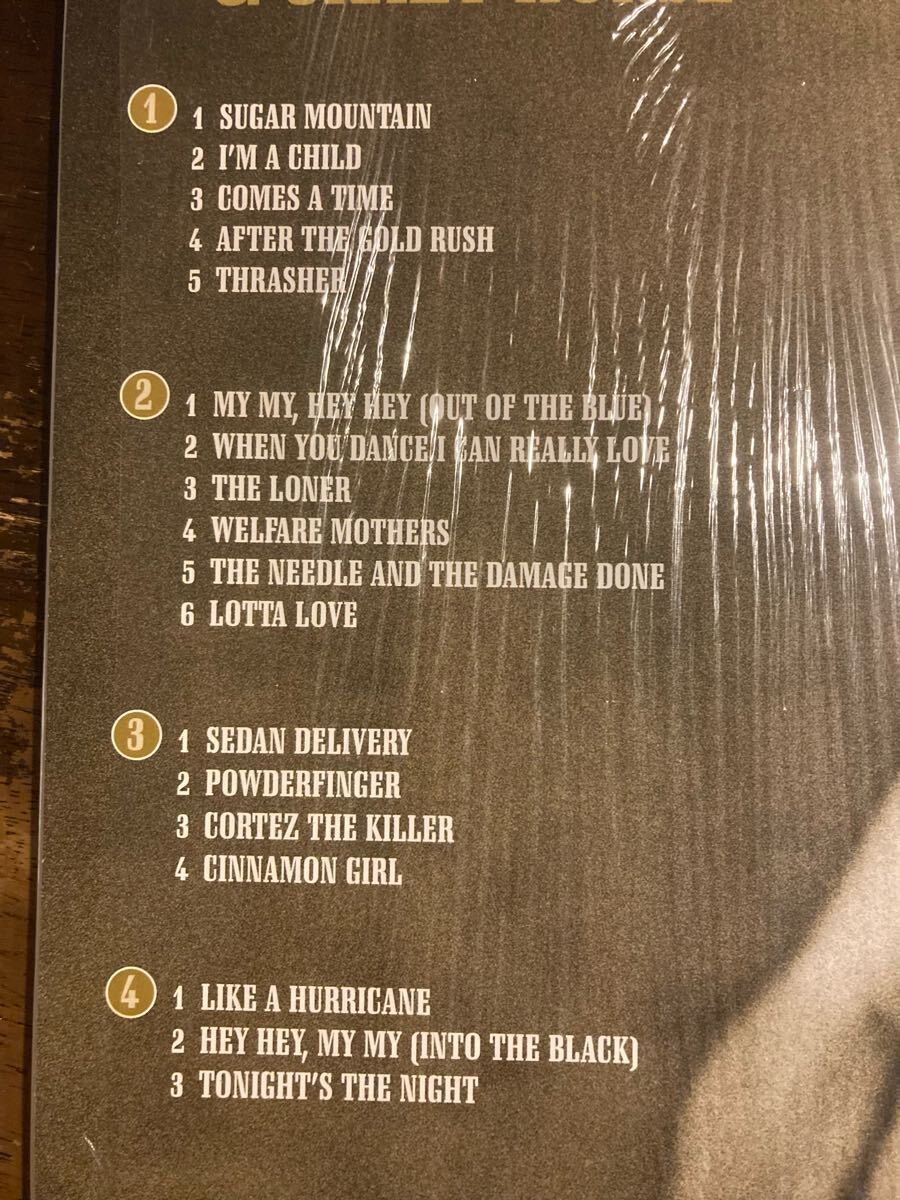 & CRAZY HORSE
1
1 SUGAR MOUNTAIN
2 I'M A CHILD
3 COMES A TIME
4 AFTER THE GOLD RUSH
5 THRASHER
2
1 MY MY, HEY HEY (OUT OF THE BLUE)
2 WHEN YOU DANCE I CAN REALLY LOVE
3 THE LONER
4 WELFARE MOTHERS
5 THE NEEDLE AND THE DAMAGE DONE
6 LOTTA LOVE
3
1 SEDAN DELIVERY
2 POWDERFINGER
3 CORTEZ THE KILLER
4 CINNAMON GIRL
4
1 LIKE A HURRICANE
2 HEY HEY, MY MY (INTO THE BLACK)
3 TONIGHT'S THE NIGHT